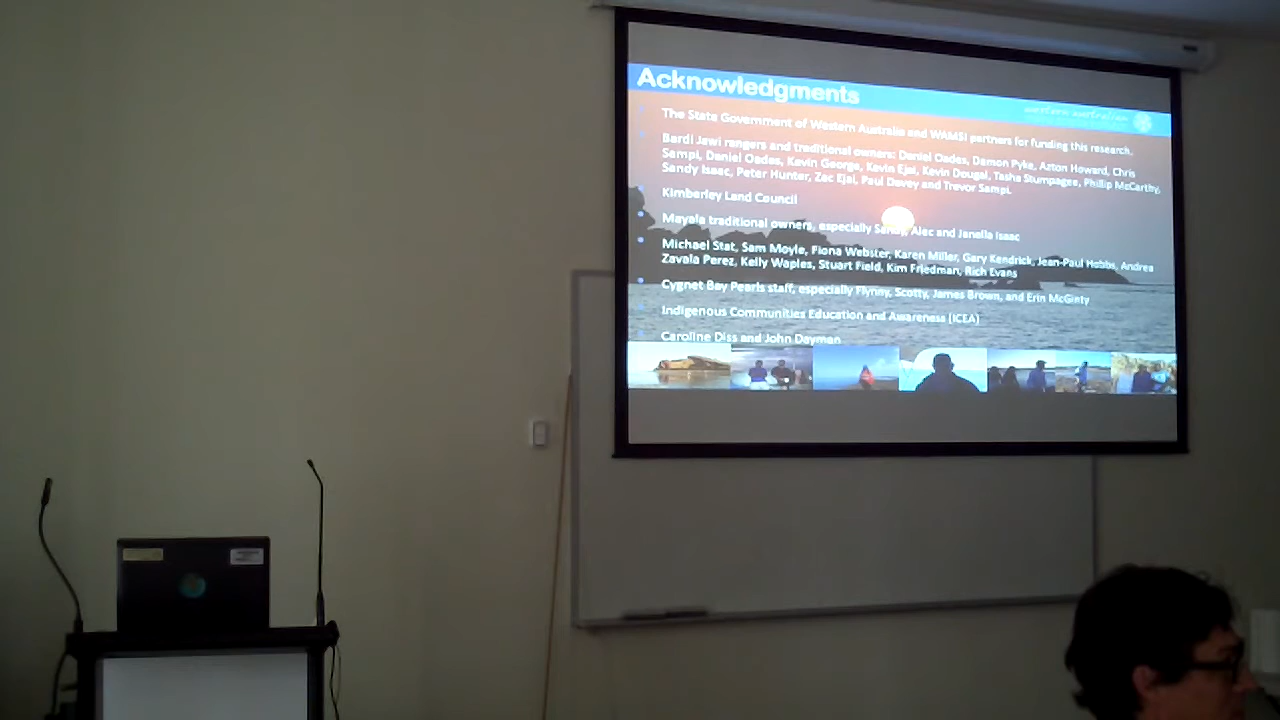 Acknowledgments
western australian
The State Government of Western Australia and WAMSI partners for funding this research.
Bardi Jawi rangers and traditional owners: Daniel Oades, Damon Pyke, Azton Howard, Chris
Sampi, Daniel Oades, Kevin George, Kevin Ejai, Kevin Dougal, Tasha Stumpagee, Phillip McCarthy,
Sandy Isaac, Peter Hunter, Zac Ejai, Paul Davey and Trevor Sampi.
Kimberley Land Council
Mayala traditional owners, especially Sandy, Alec and Janella Isaac
Michael Stat, Sam Moyle, Fiona Webster, Karen Miller, Gary Kendrick, Jean-Paul Hobbs, Andrea
Zavala Perez, Kelly Waples, Stuart Field, Kim Friedman, Rich Evans
Cygnet Bay Pearls staff, especially Flynny, Scotty, James Brown, and Erin McGinty
Indigenous Communities Education and Awareness (ICEA)
Caroline Diss and John Dayman